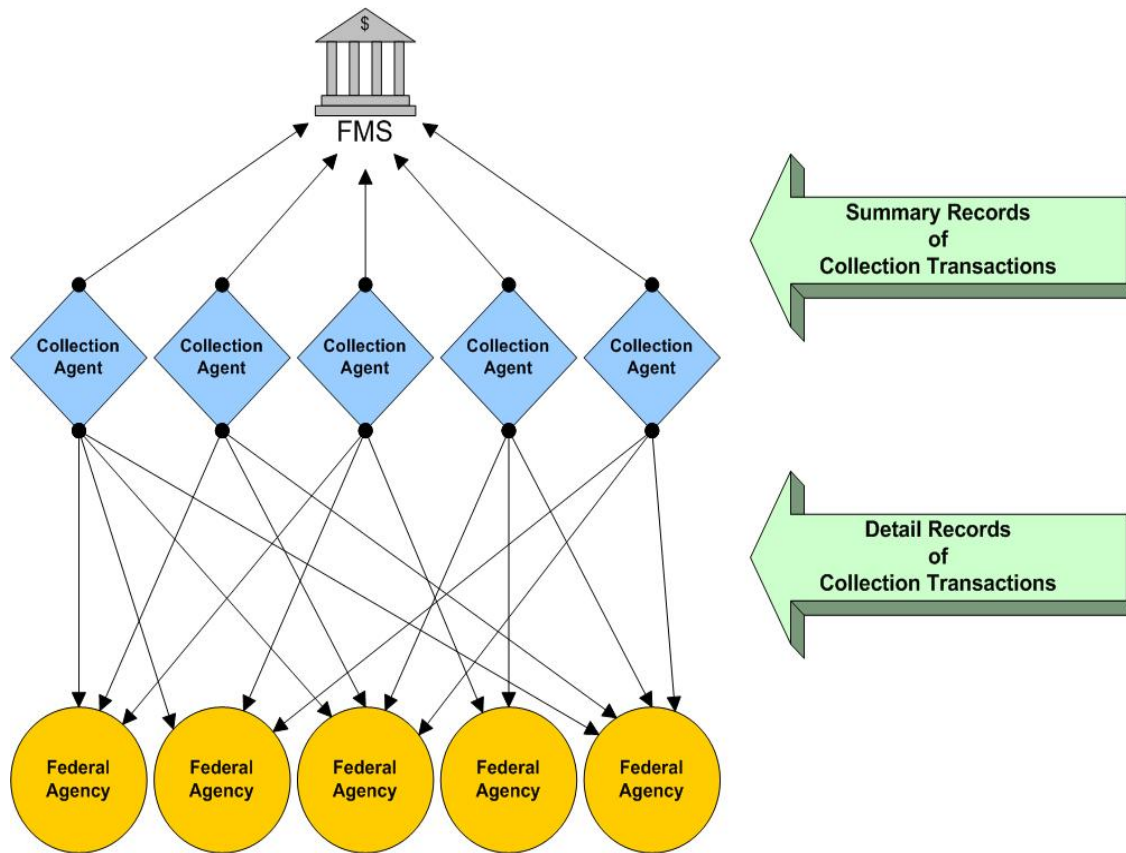 $
FMS
Summary Records
of
Collection Transactions
Collection
Agent
Collection
Agent
Collection
Agent
Collection
Agent
Collection
Agent
Detail Records
of
Collection Transactions
Federal
Agency
Federal
Agency
Federal
Agency
Federal
Agency
Federal
Agency